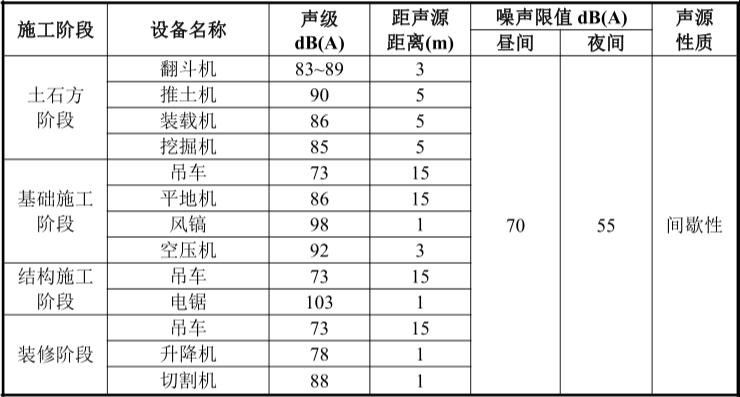 施工阶段 设备名称 声级 dB(A) 距声源距离(m) 噪声限值 dB(A) 声源性质
昼间 夜间
土石方阶段 翻斗机 83~89 3 70 55 间歇性
推土机 90 5
装载机 86 5
挖掘机 85 5
基础施工阶段 吊车 73 15
平地机 86 15
风镐 98 1
空压机 92 3
结构施工阶段 吊车 73 15
电锯 103 1
装修阶段 吊车 73 15
升降机 78 1
切割机 88 1